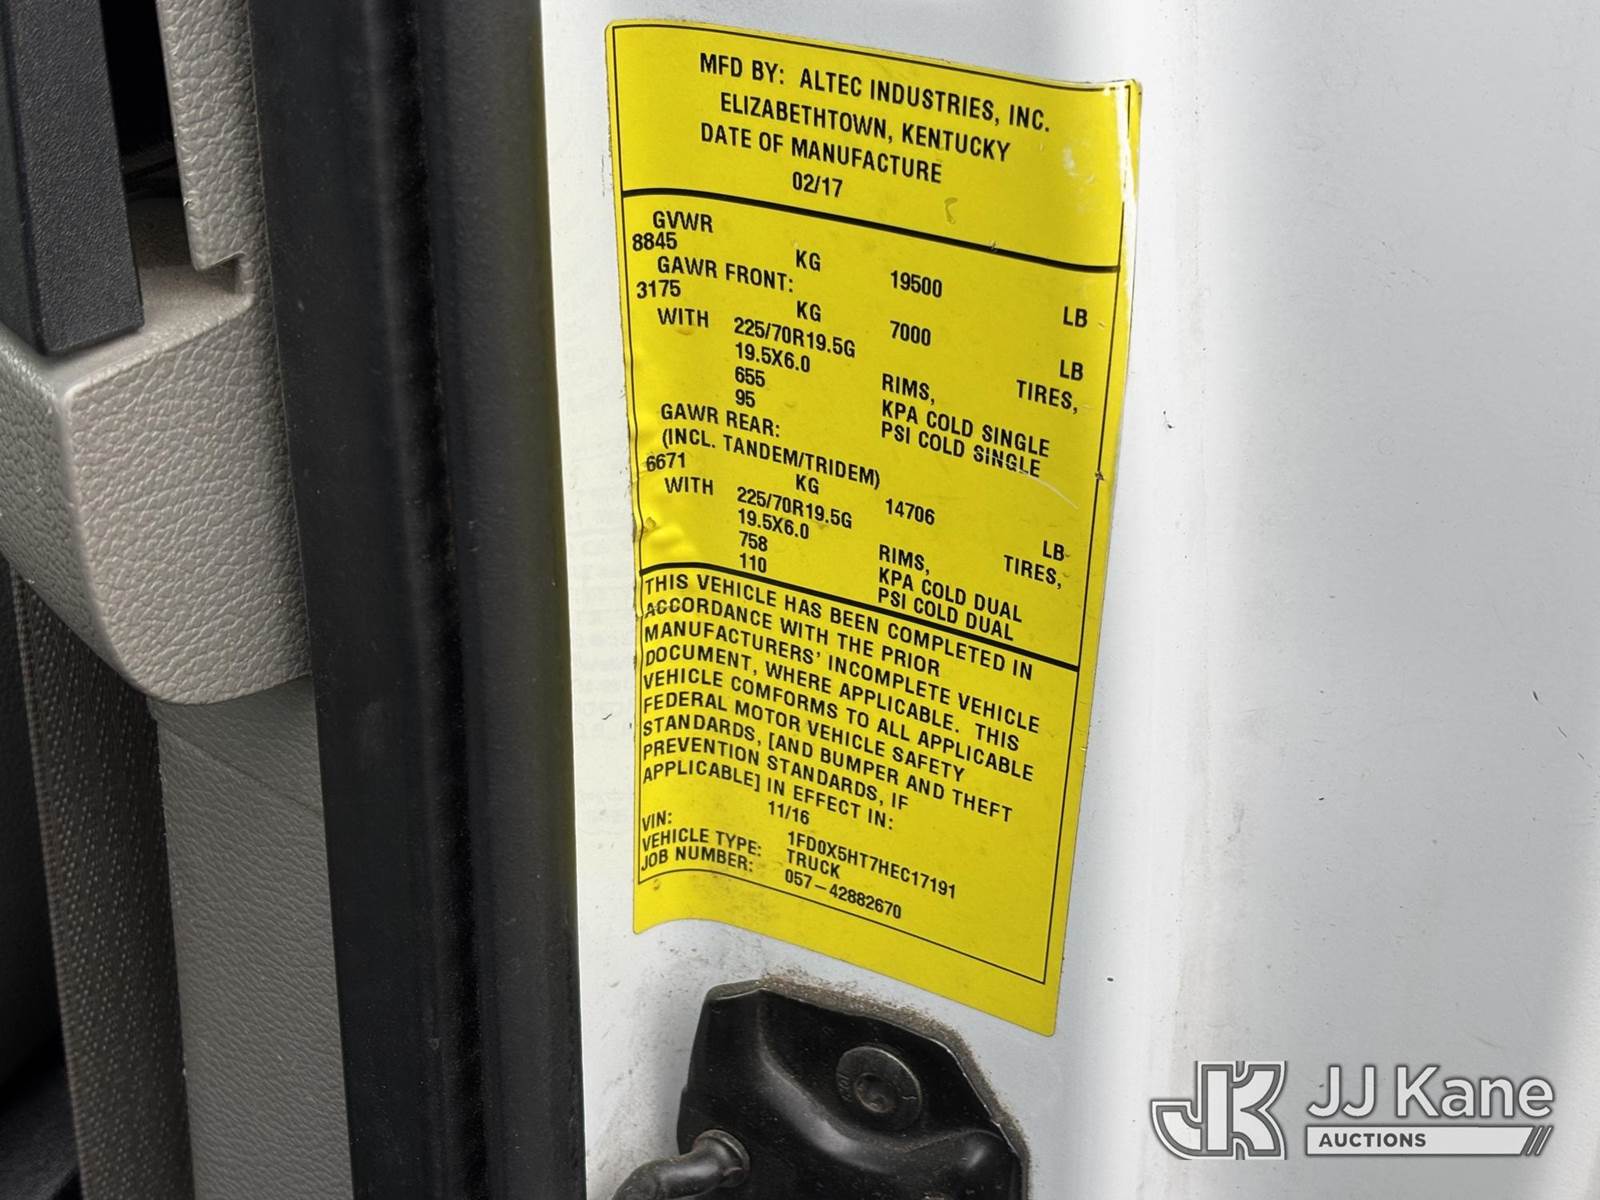 MFD BY: ALTEC INDUSTRIES, INC.
ELIZABETHTOWN, KENTUCKY
DATE OF MANUFACTURE
02/17
GVWR
8845 KG 19500 LB
GAWR FRONT:
3175 KG 7000 LB
WITH 225/70R19.5G TIRES,
19.5X6.0 RIMS,
655 KPA COLD SINGLE
95 PSI COLD SINGLE
GAWR REAR:
(INCL. TANDEM/TRIDEM)
6671 KG 14706 LB
WITH 225/70R19.5G TIRES,
19.5X6.0 RIMS,
758 KPA COLD DUAL
110 PSI COLD DUAL
THIS VEHICLE HAS BEEN COMPLETED IN
ACCORDANCE WITH THE PRIOR
MANUFACTURERS' INCOMPLETE VEHICLE
DOCUMENT, WHERE APPLICABLE. THIS
VEHICLE COMFORMS TO ALL APPLICABLE
FEDERAL MOTOR VEHICLE SAFETY
STANDARDS, [AND BUMPER AND THEFT
PREVENTION STANDARDS, IF
APPLICABLE] IN EFFECT IN:
11/16
VIN: 1FD0X5HT7HEC17191
VEHICLE TYPE: TRUCK
JOB NUMBER: 057-42882670
JK JJ Kane
AUCTIONS